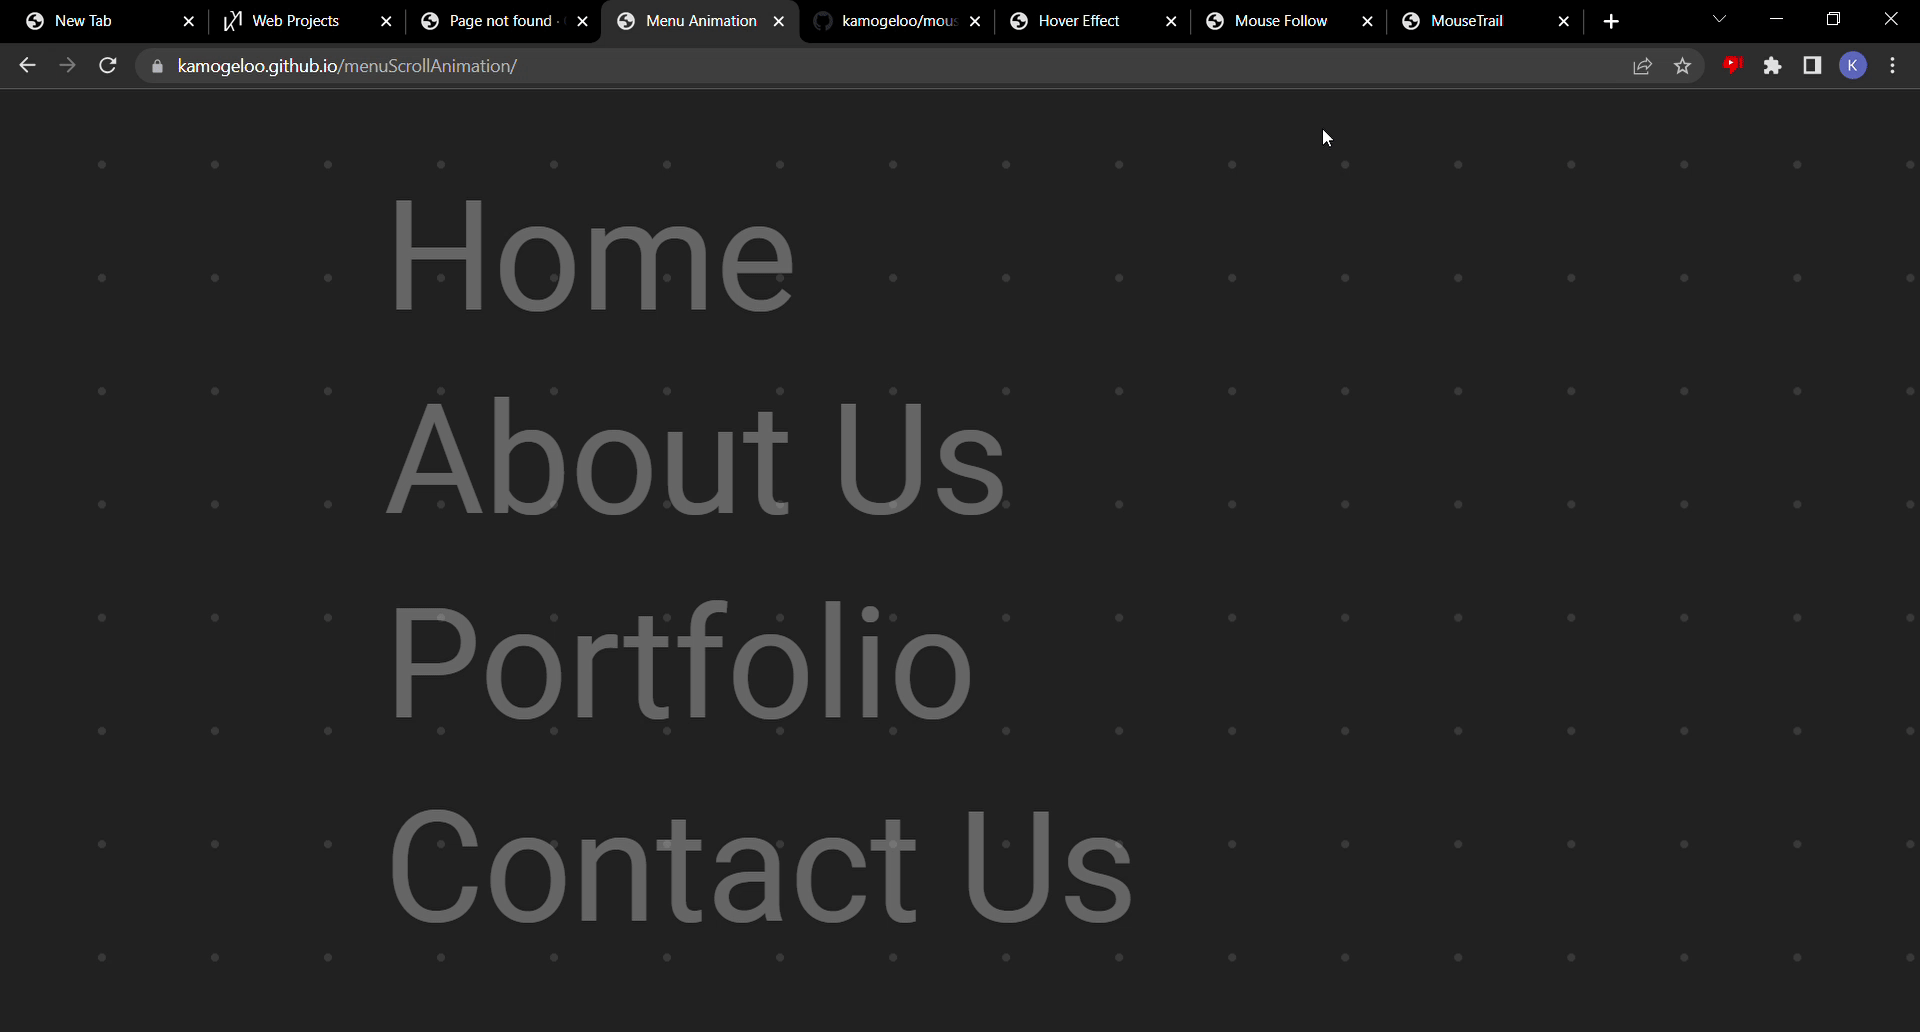 New Tab
Web Projects
Page not found ·
Menu Animation
kamogeloo/mous
Hover Effect
Mouse Follow
MouseTrail
kamogeloo.github.io/menuScrollAnimation/
K
Home
About Us
Portfolio
Contact Us